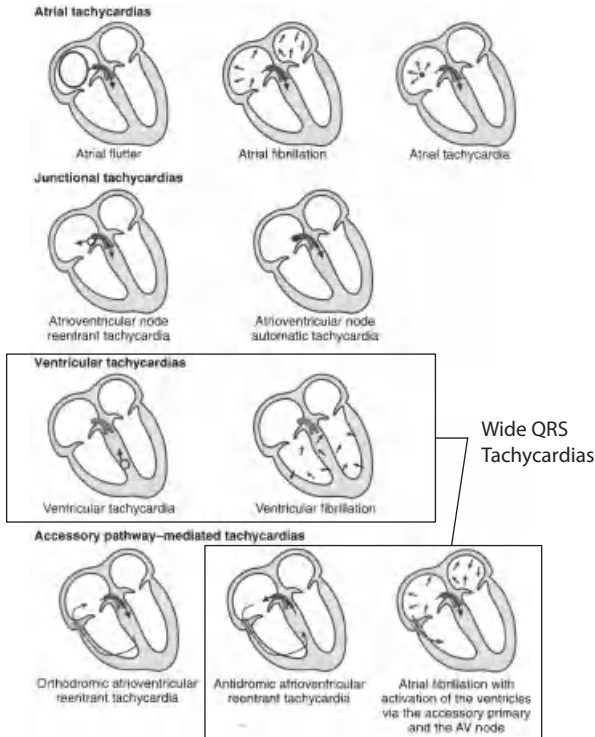 Atrial tachycardias
Atrial flutter
Atrial fibrillation
Atrial tachycardia
Junctional tachycardias
Atrioventricular node
reentrant tachycardia
Atrioventricular node
automatic tachycardia
Ventricular tachycardias
Ventricular tachycardia
Ventricular fibrillation
Wide QRS
Tachycardias
Accessory pathway–mediated tachycardias
Orthodromic atrioventricular
reentrant tachycardia
Antidromic atrioventricular
reentrant tachycardia
Atrial fibrillation with
activation of the ventricles
via the accessory primary
and the AV node